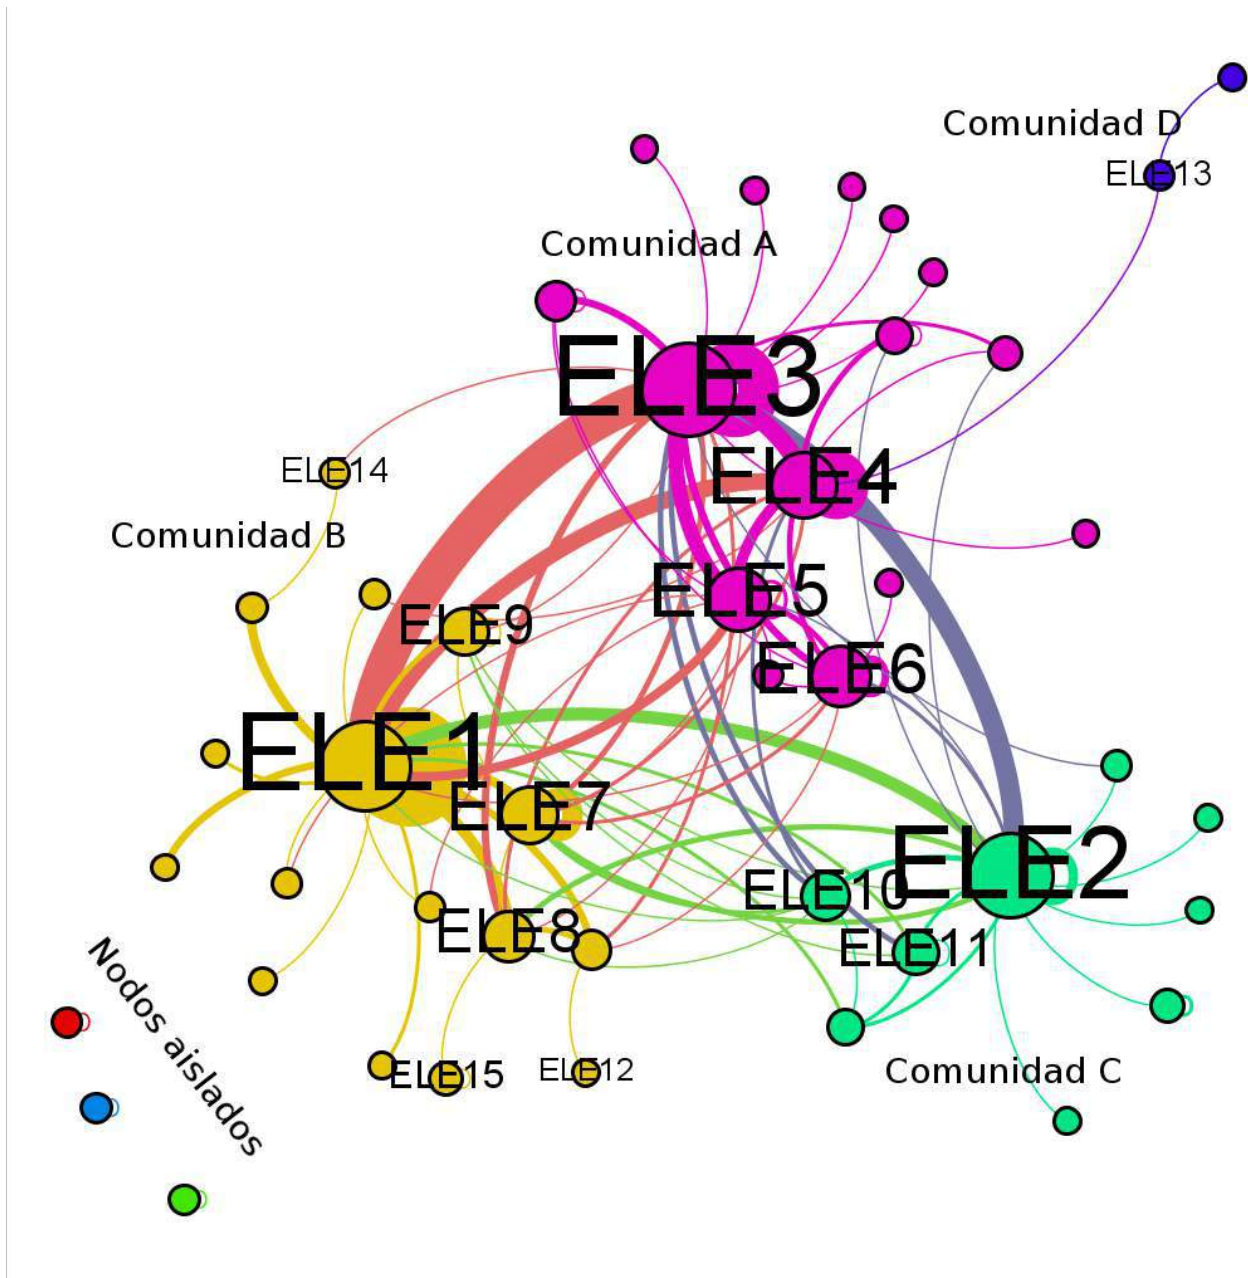 Comunidad D
ELE13
Comunidad A
ELE3
ELE14
ELE4
Comunidad B
ELE5
ELE9
ELE6
ELE1
ELE7
ELE2
ELE10
ELE8
ELE11
Nodos aislados
ELE15
ELE12
Comunidad C